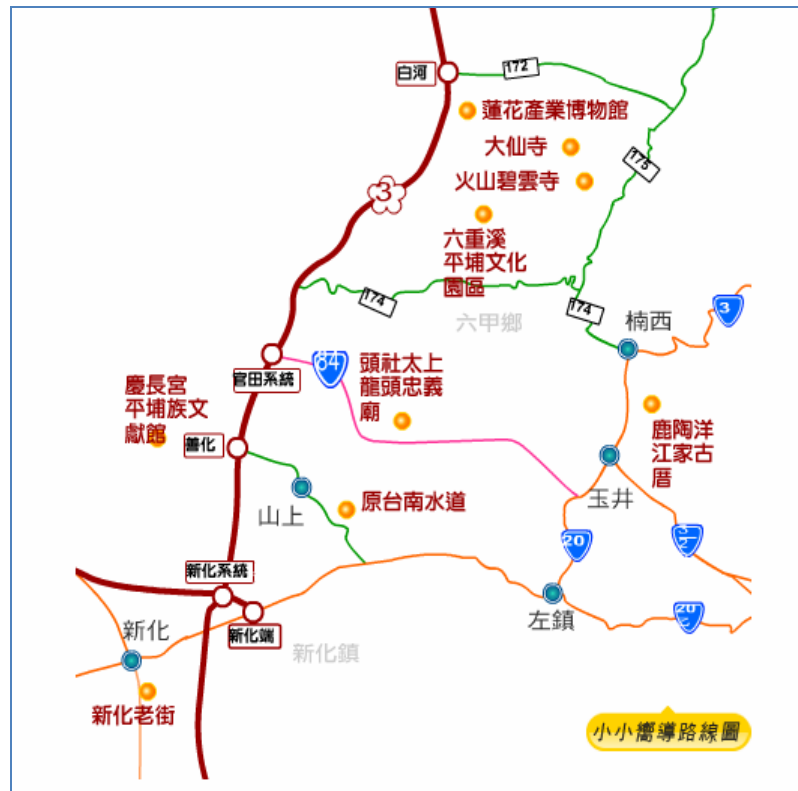 白河
172
蓮花產業博物館
大仙寺
175
火山碧雲寺
3
六重溪
平埔文化
園區
174
174
六甲鄉
楠西
3
官田系統
84
頭社太上
龍頭忠義
廟
慶長宮
平埔族文
獻館
善化
鹿陶洋
江家古
厝
玉井
山上
原台南水道
20
新化系統
新化端
左鎮
20
新化
新化鎮
新化老街
小小嚮導路線圖